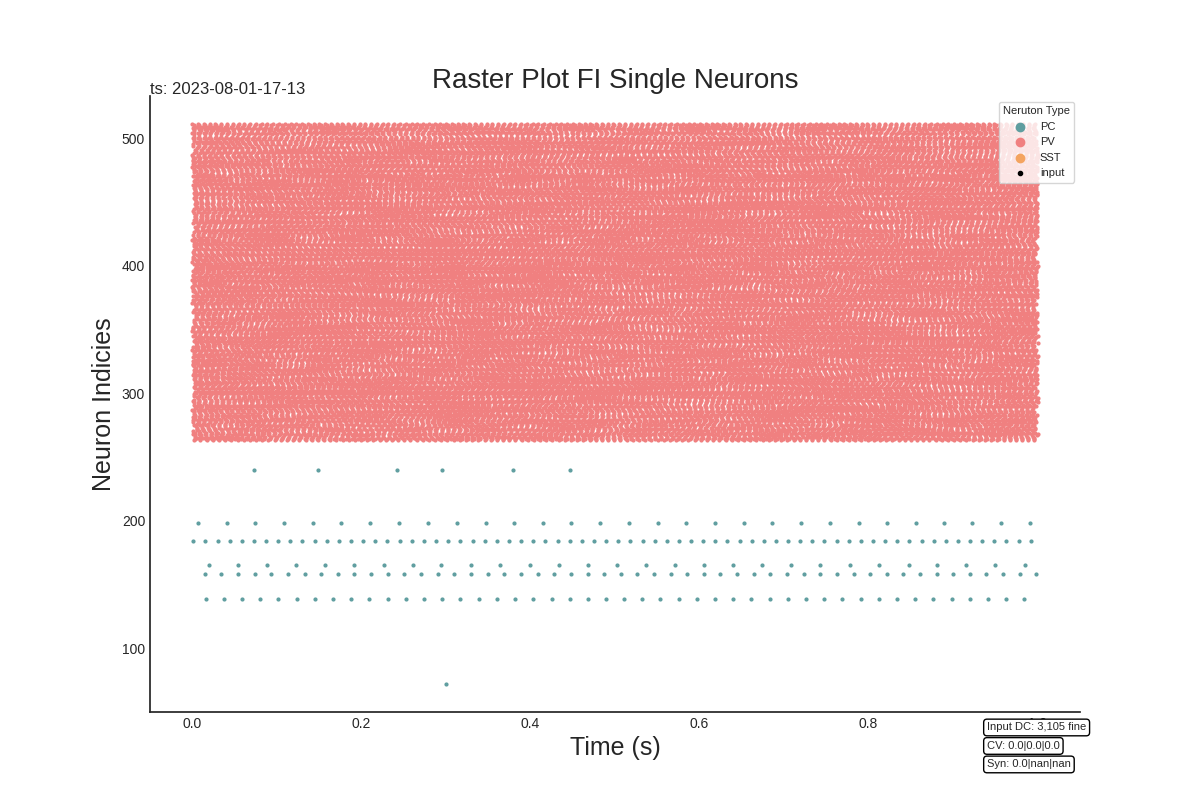 Raster Plot FI Single Neurons
ts: 2023-08-01-17-13
Neruton Type
PC
PV
SST
input
500
400
300
200
100
Neuron Indicies
0.0
0.2
0.4
0.6
0.8
Time (s)
Input DC: 3,105 fine
CV: 0.0|0.0|0.0
Syn: 0.0|nan|nan